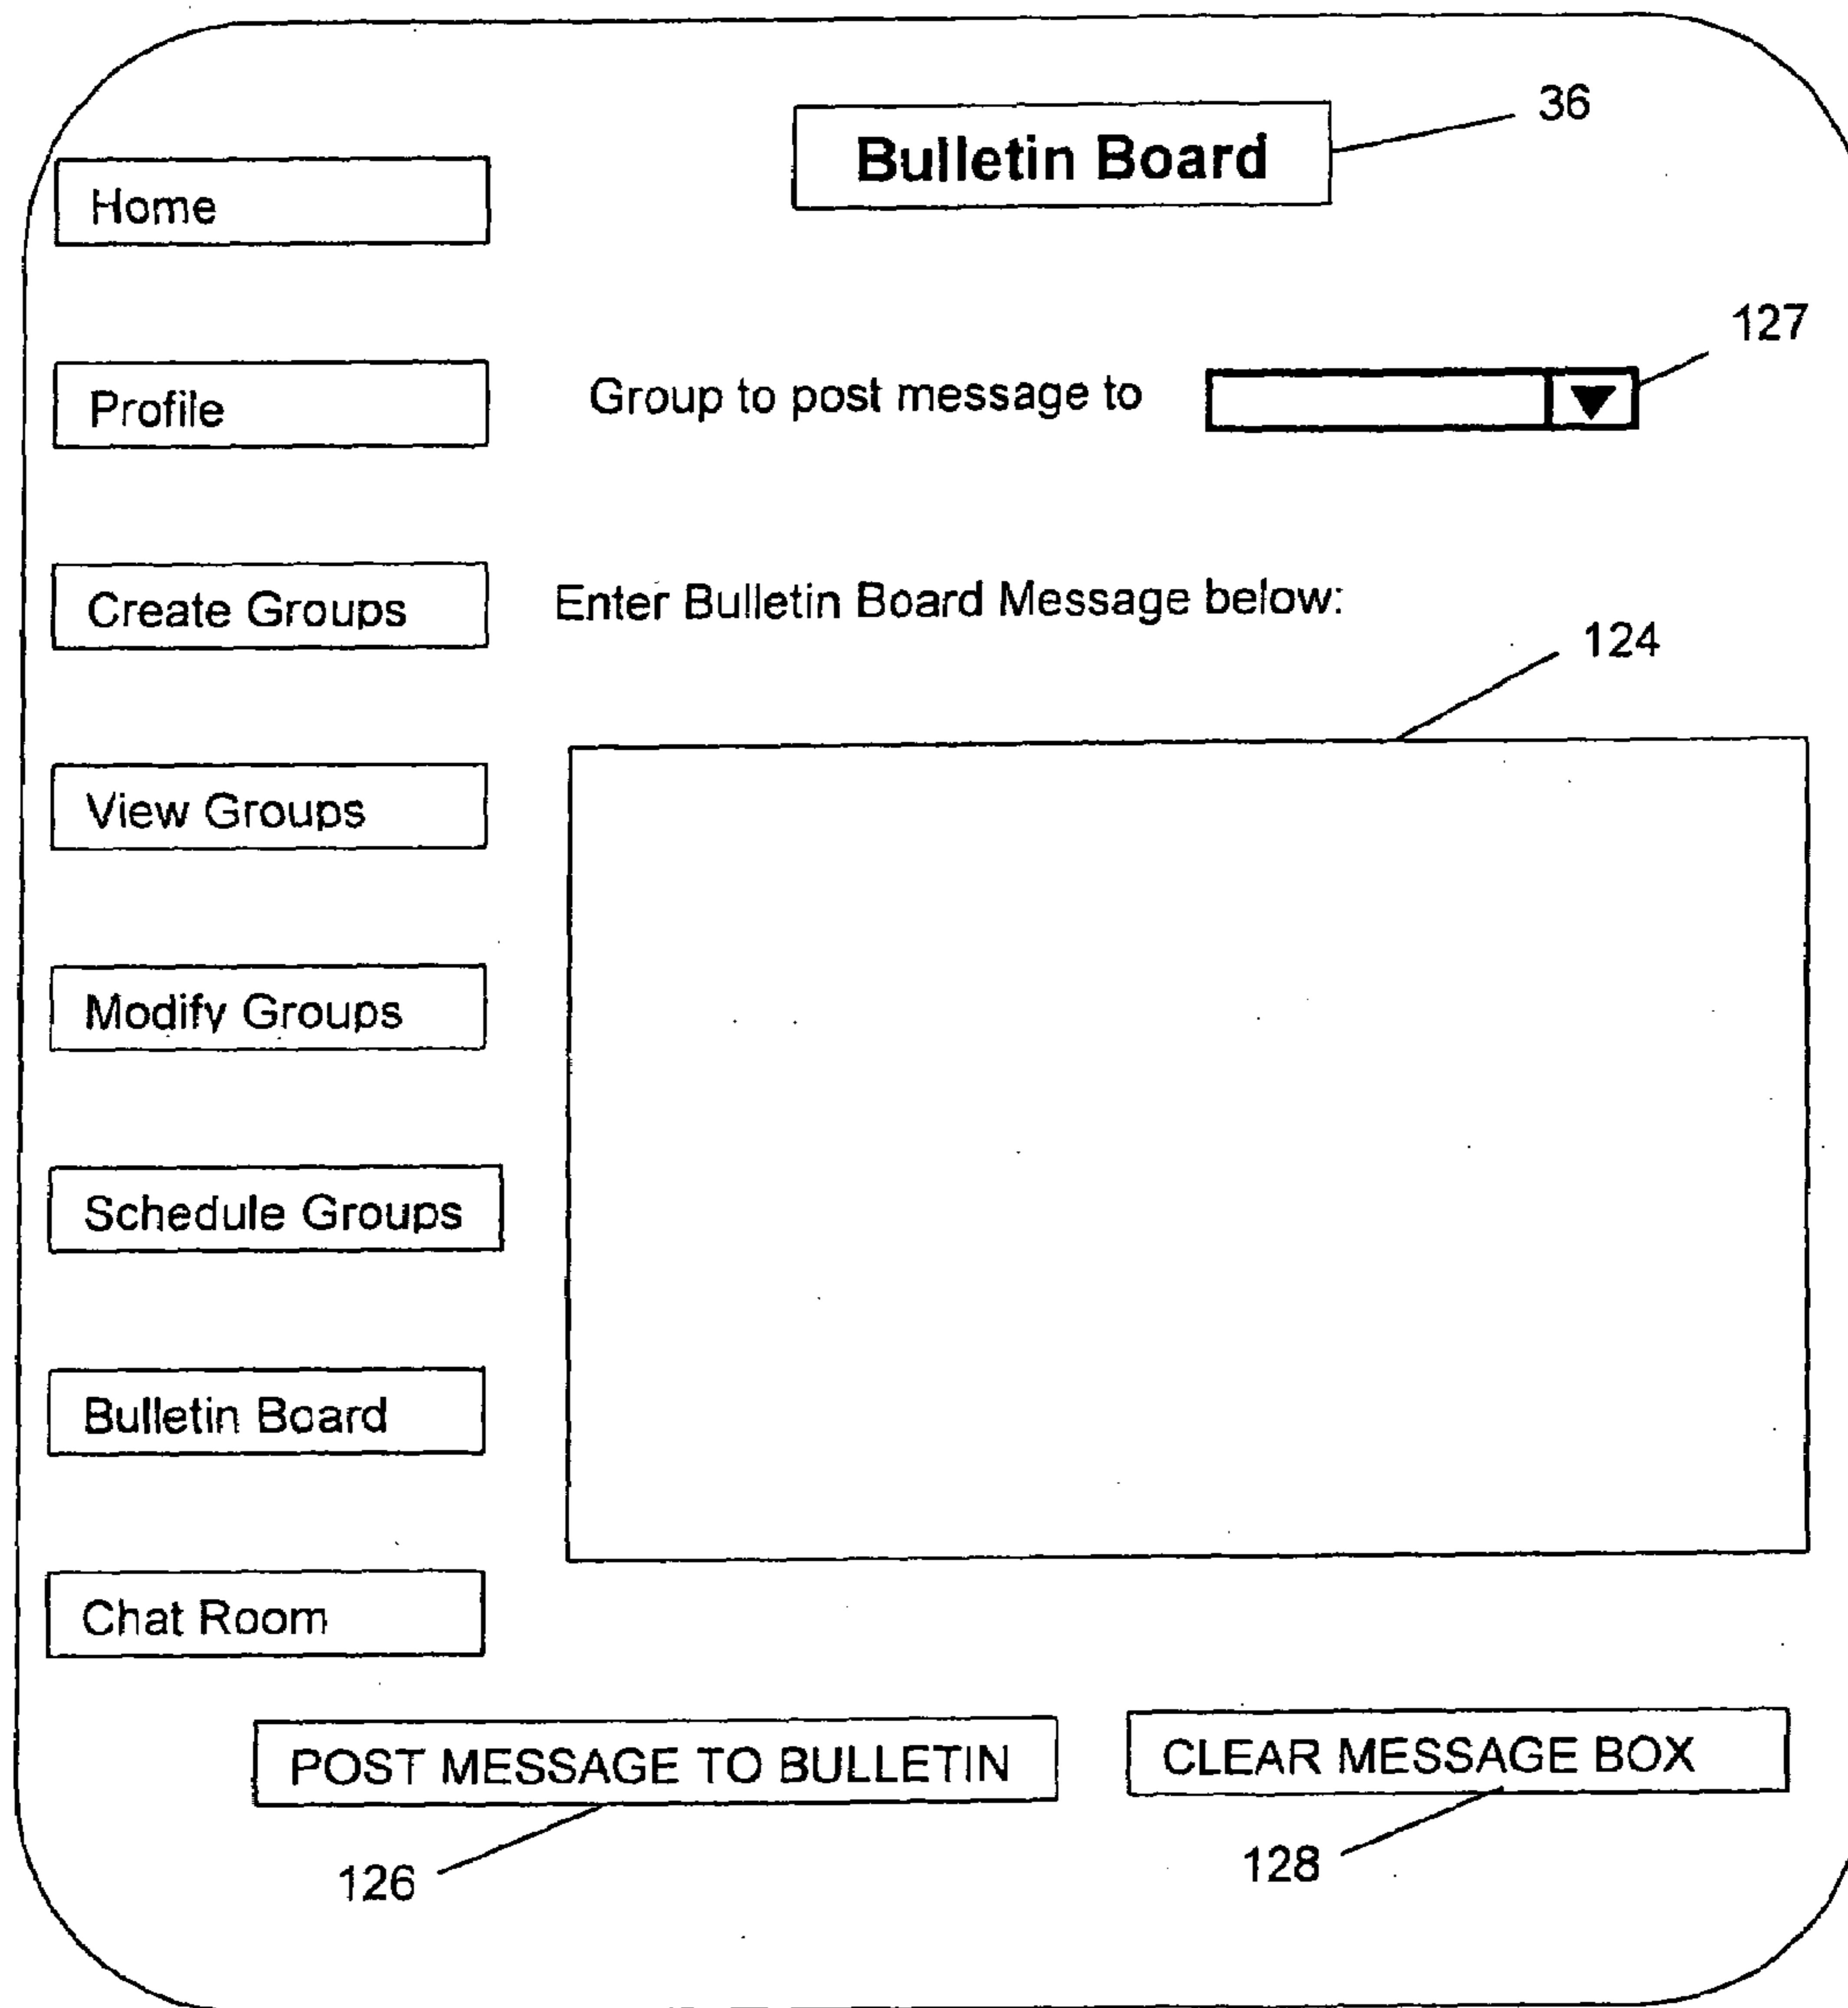 36
Bulletin Board
Home
127
Profile
Group to post message to
Create Groups
Enter Bulletin Board Message below:
124
View Groups
Modify Groups
Schedule Groups
Bulletin Board
Chat Room
POST MESSAGE TO BULLETIN
CLEAR MESSAGE BOX
126
128